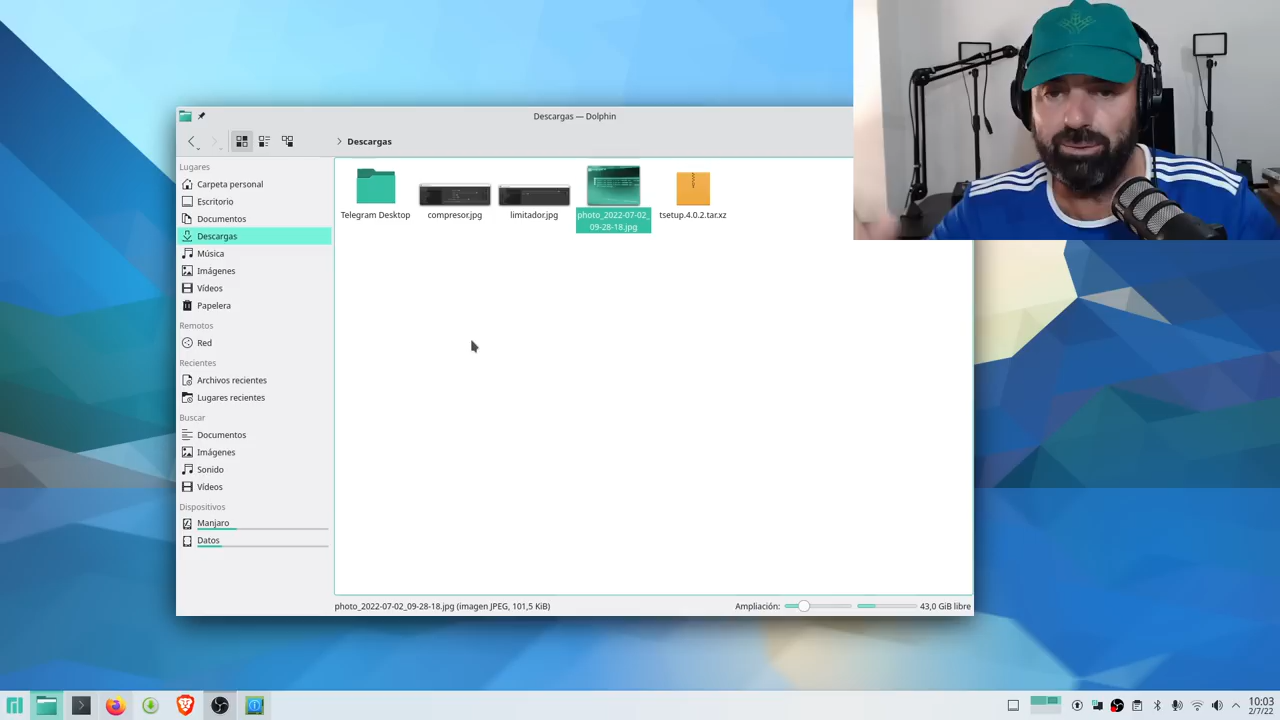 Descargas — Dolphin
Descargas
Lugares
Carpeta personal
Escritorio
Documentos
Descargas
Música
Imágenes
Vídeos
Papelera
Remotos
Red
Recientes
Archivos recientes
Lugares recientes
Buscar
Documentos
Imágenes
Sonido
Vídeos
Dispositivos
Manjaro
Datos
Telegram Desktop
compresor.jpg
limitador.jpg
photo_2022-07-02_
09-28-18.jpg
tsetup.4.0.2.tar.xz
photo_2022-07-02_09-28-18.jpg (imagen JPEG, 101,5 KiB)
Ampliación:
43,0 GiB libre
10:03
2/7/22